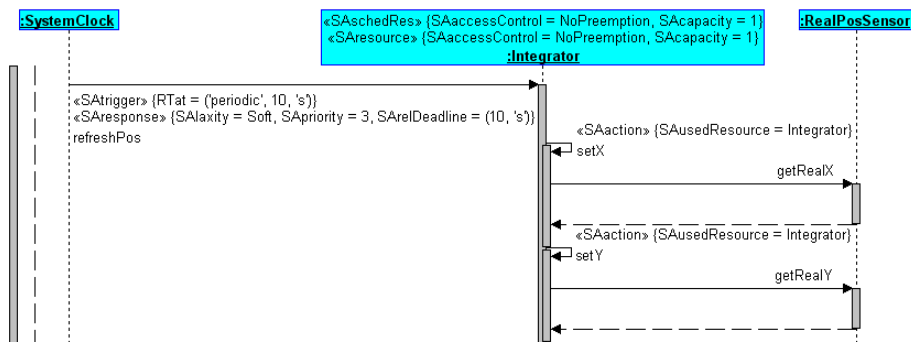 :SystemClock
«SAschedRes» {SAaccessControl = NoPreemption, SAcapacity = 1}
«SAresource» {SAaccessControl = NoPreemption, SAcapacity = 1}
:Integrator
:RealPosSensor
«SAtrigger» {RTat = ('periodic', 10, 's')}
«SAresponse» {SAlaxity = Soft, SApriority = 3, SArelDeadline = (10, 's')}
refreshPos
«SAaction» {SAusedResource = Integrator}
setX
getRealX
«SAaction» {SAusedResource = Integrator}
setY
getRealY